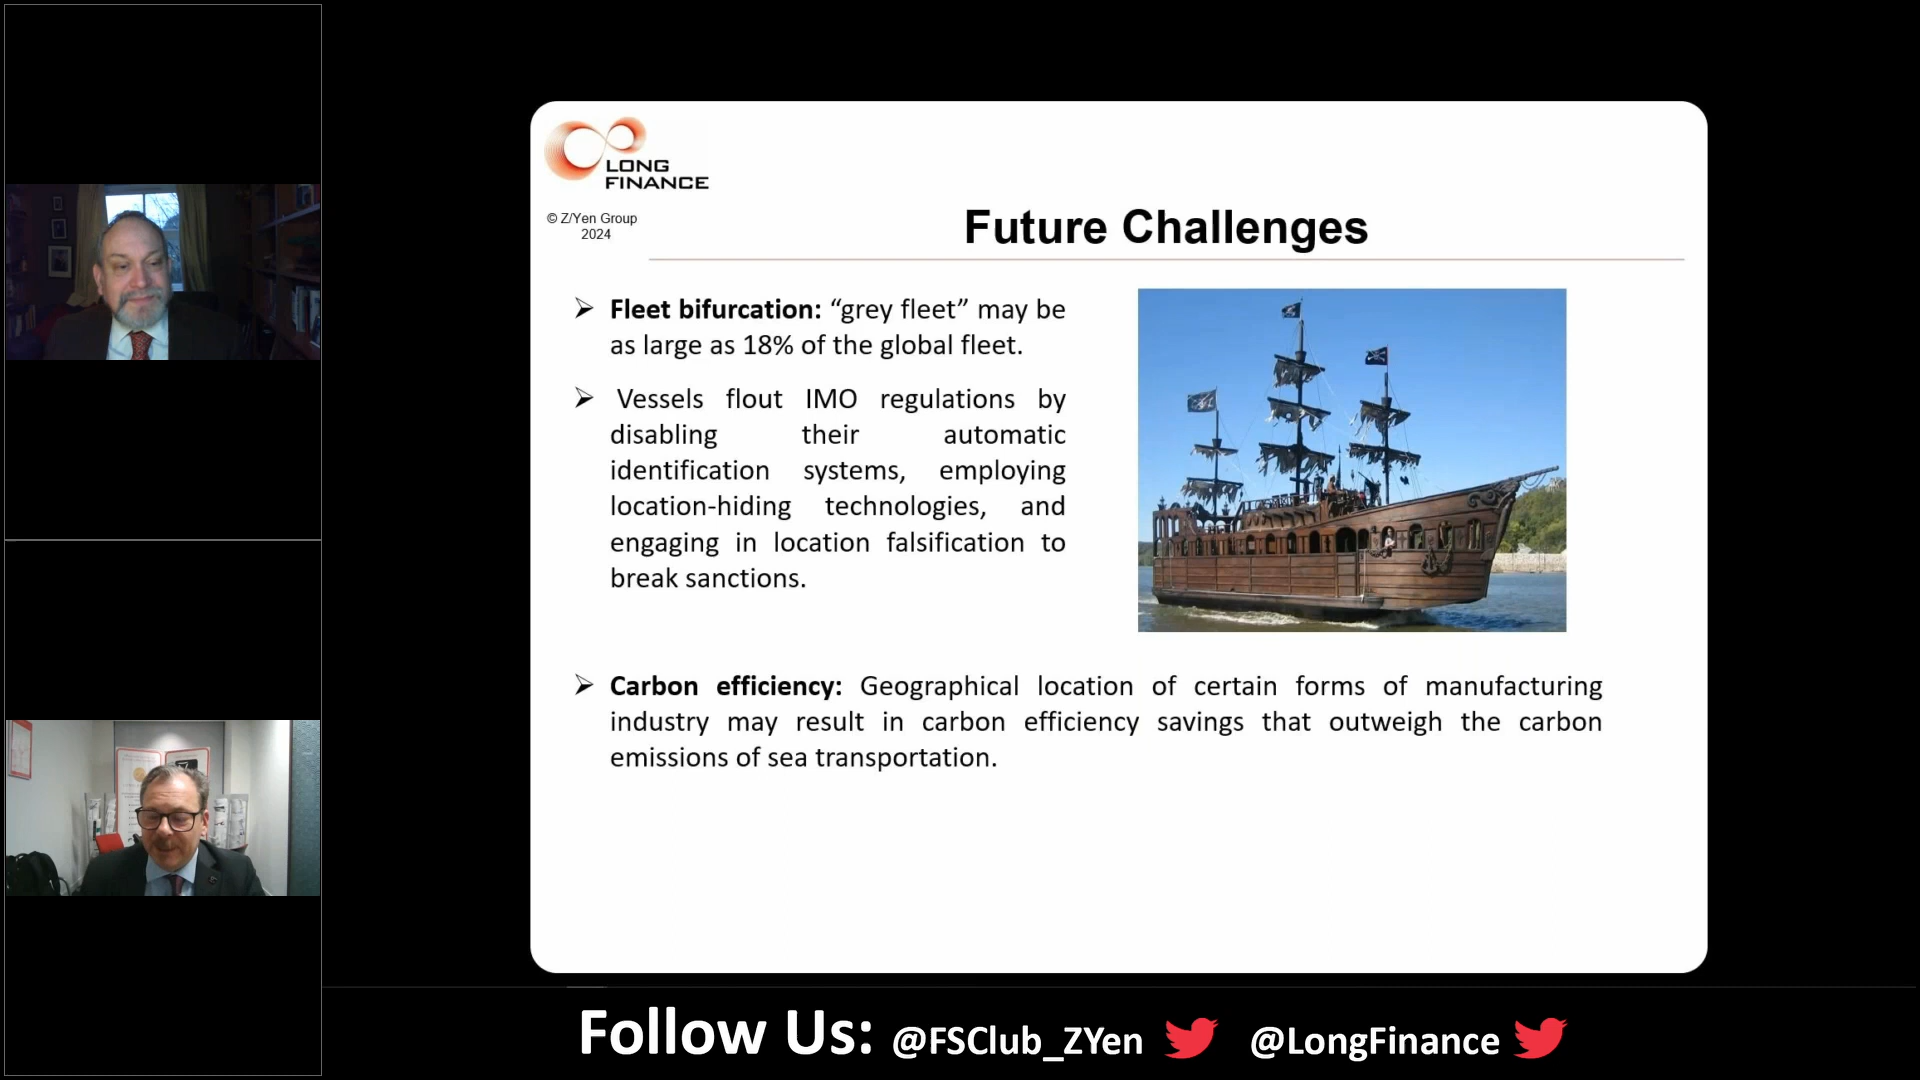 LONG
FINANCE
© Z/Yen Group
2024
Future Challenges
➢ Fleet bifurcation: “grey fleet” may be
as large as 18% of the global fleet.
➢ Vessels flout IMO regulations by
disabling their automatic
identification systems, employing
location-hiding technologies, and
engaging in location falsification to
break sanctions.
➢ Carbon efficiency: Geographical location of certain forms of manufacturing
industry may result in carbon efficiency savings that outweigh the carbon
emissions of sea transportation.
Follow Us: @FSClub_ZYen @LongFinance